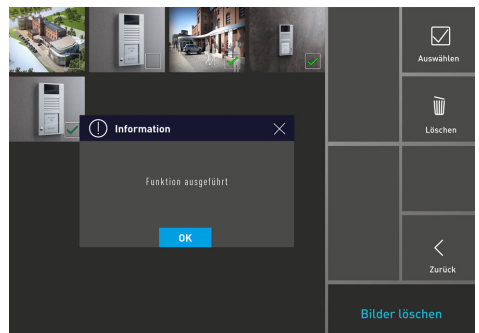 Auswählen
Löschen
Information
Funktion ausgeführt
OK
Zurück
Bilder löschen